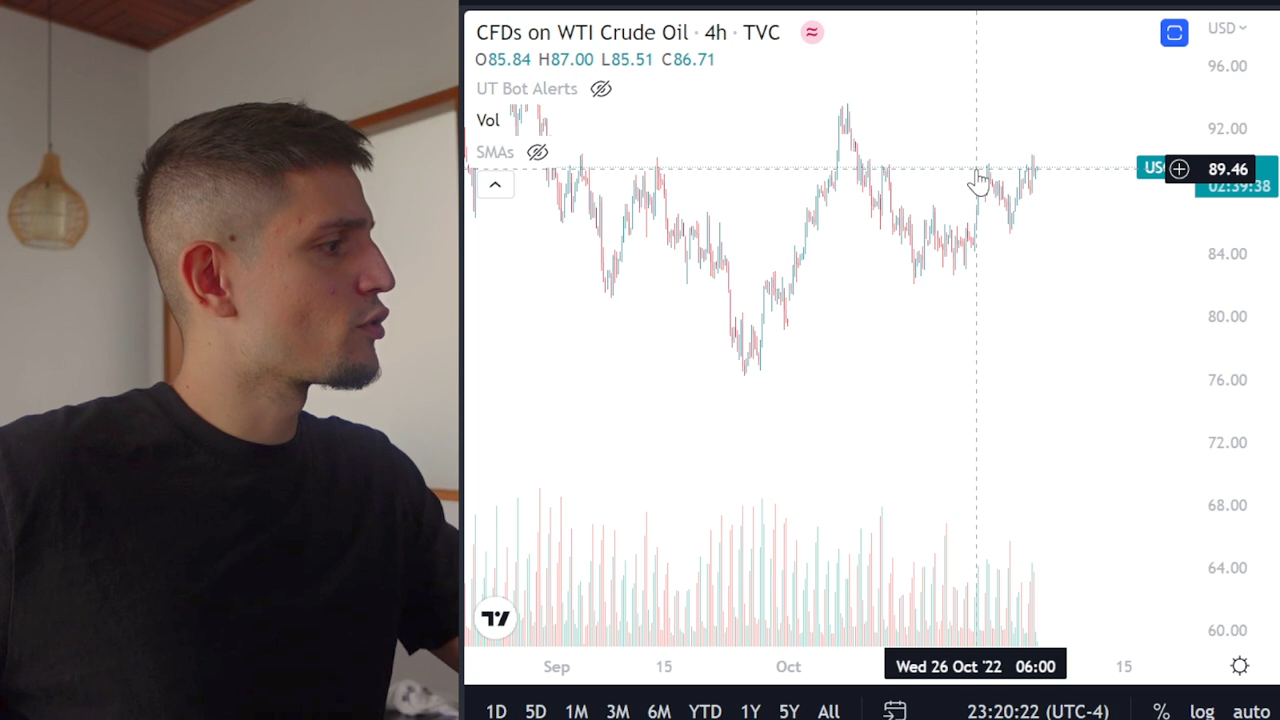 CFDs on WTI Crude Oil · 4h · TVC ≈
O85.84 H87.00 L85.51 C86.71
UT Bot Alerts
Vol
SMAs
USD
96.00
92.00
89.46
02:39:38
84.00
80.00
76.00
72.00
68.00
64.00
60.00
Sep 15 Oct Wed 26 Oct '22 06:00 15
1D 5D 1M 3M 6M YTD 1Y 5Y All 23:20:22 (UTC-4) % log auto